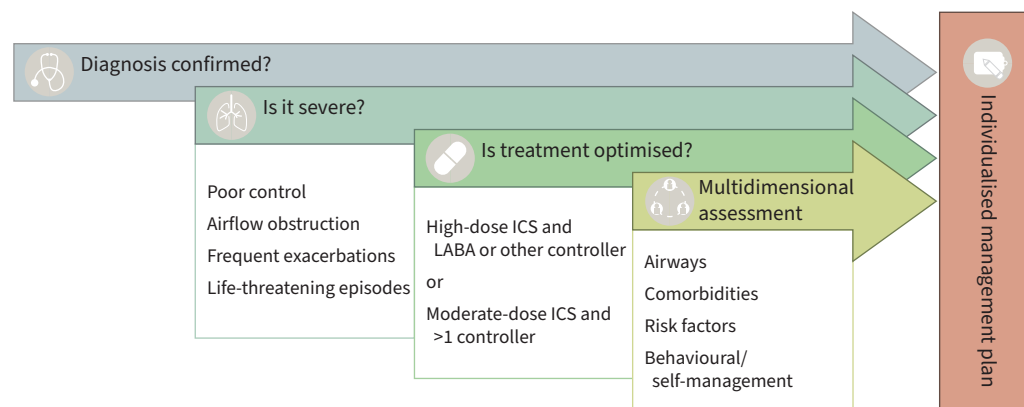 Diagnosis confirmed?
Is it severe?
Poor control
Airflow obstruction
Frequent exacerbations
Life-threatening episodes
Is treatment optimised?
High-dose ICS and
LABA or other controller
or
Moderate-dose ICS and
>1 controller
Multidimensional
assessment
Airways
Comorbidities
Risk factors
Behavioural/
self-management
Individualised management plan